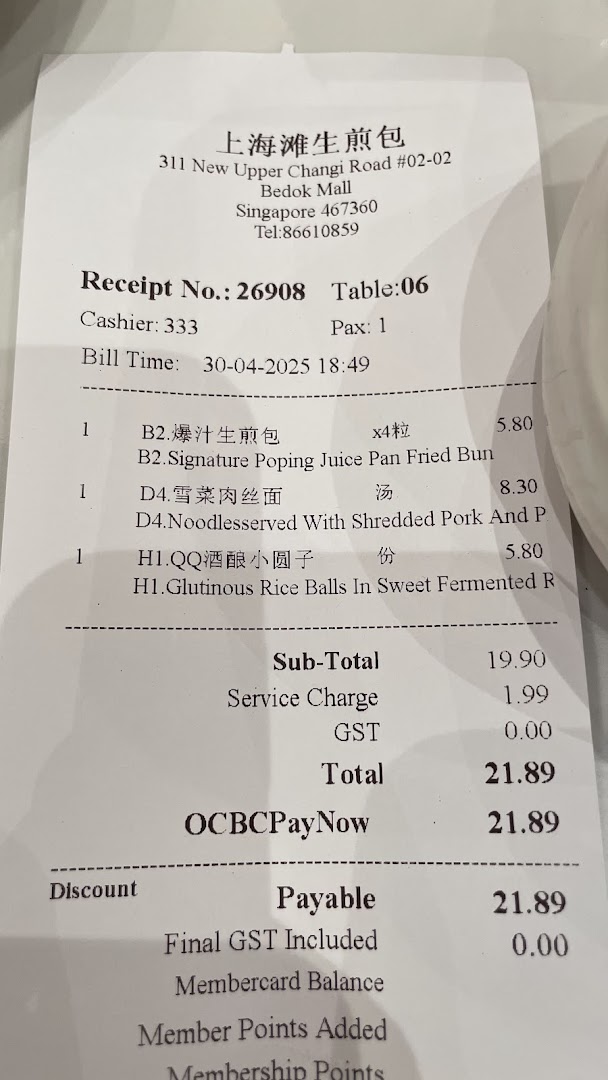 上海滩生煎包
311 New Upper Changi Road #02-02
Bedok Mall
Singapore 467360
Tel:86610859
Receipt No.: 26908 Table:06
Cashier: 333 Pax: 1
Bill Time: 30-04-2025 18:49
1 B2.爆汁生煎包 x4粒 5.80
B2.Signature Poping Juice Pan Fried Bun
1 D4.雪菜肉丝面 汤 8.30
D4.Noodlesserved With Shredded Pork And P
1 H1.QQ酒酿小圆子 份 5.80
H1.Glutinous Rice Balls In Sweet Fermented R
Sub-Total 19.90
Service Charge 1.99
GST 0.00
Total 21.89
OCBCPayNow 21.89
Discount Payable 21.89
Final GST Included 0.00
Membercard Balance
Member Points Added
Membership Points